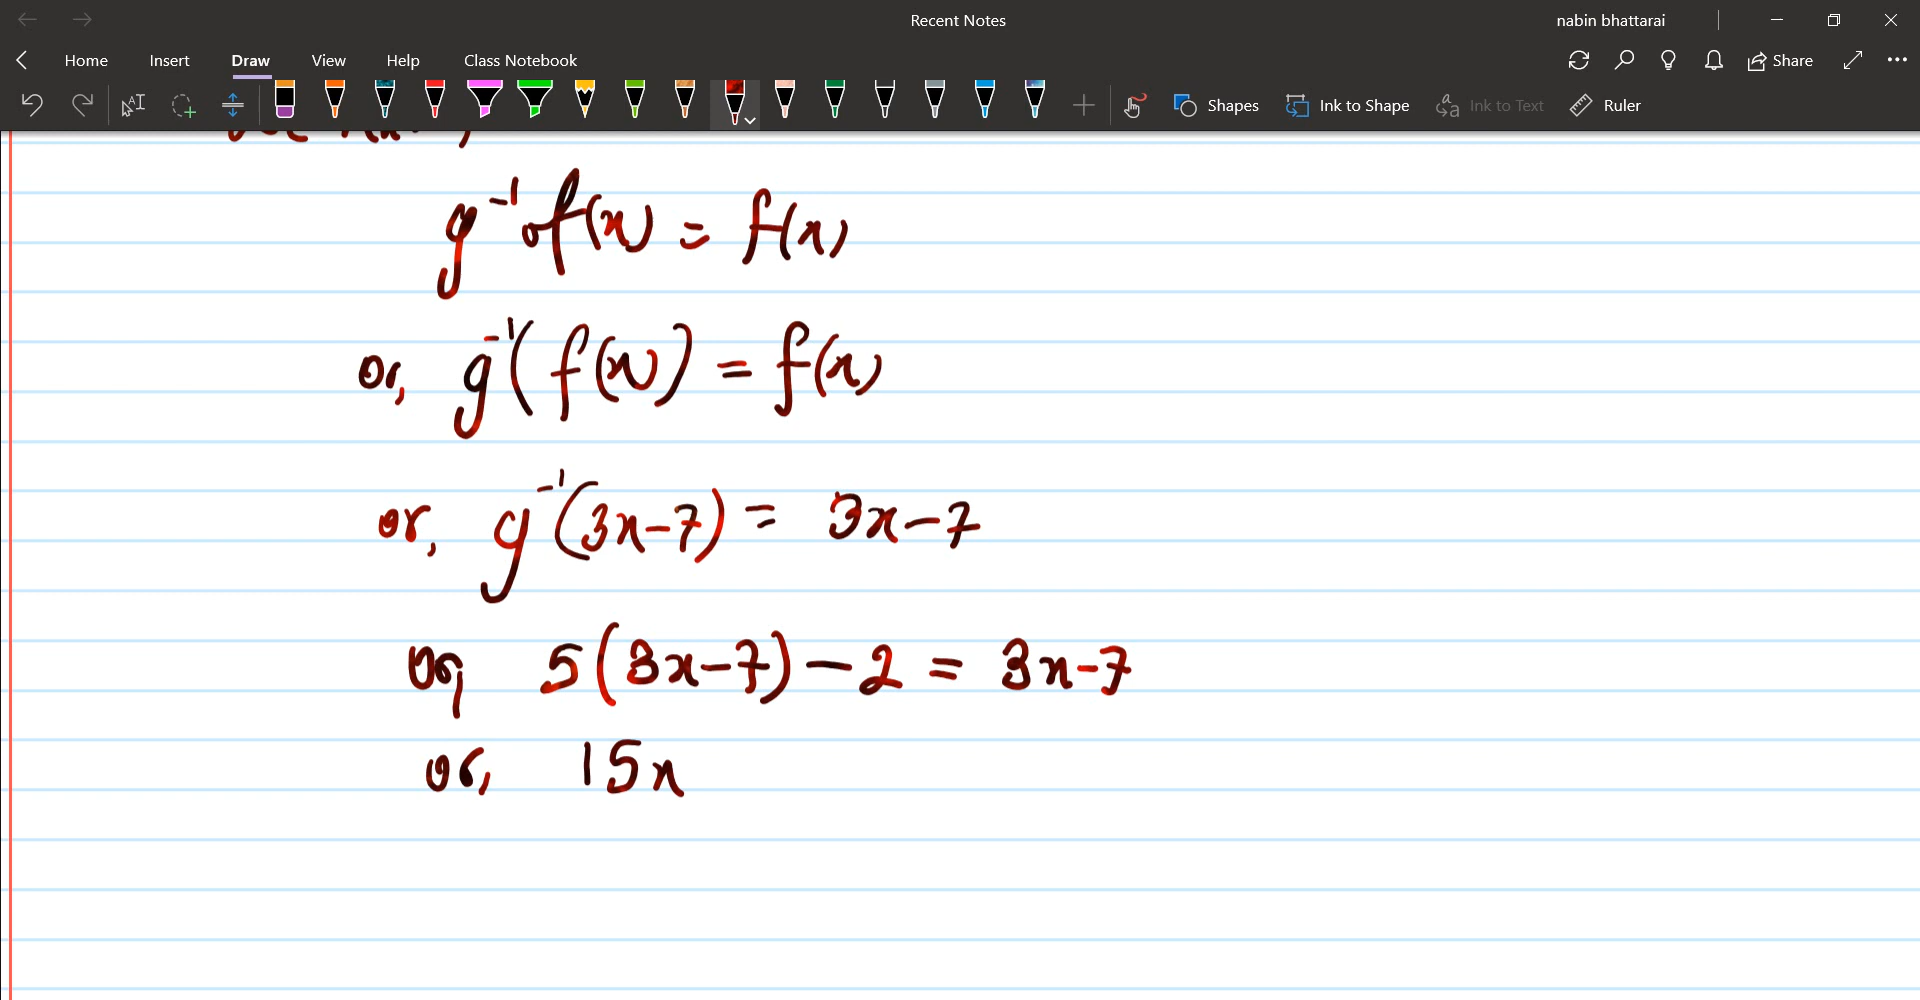 Recent Notes
nabin bhattarai
Home Insert Draw View Help Class Notebook
Share
Shapes Ink to Shape Ink to Text Ruler
g⁻¹of(x) = f(x)
or, g⁻¹(f(x)) = f(x)
or, g⁻¹(3x-7) = 3x-7
or, 5(3x-7)-2 = 3x-7
or, 15x